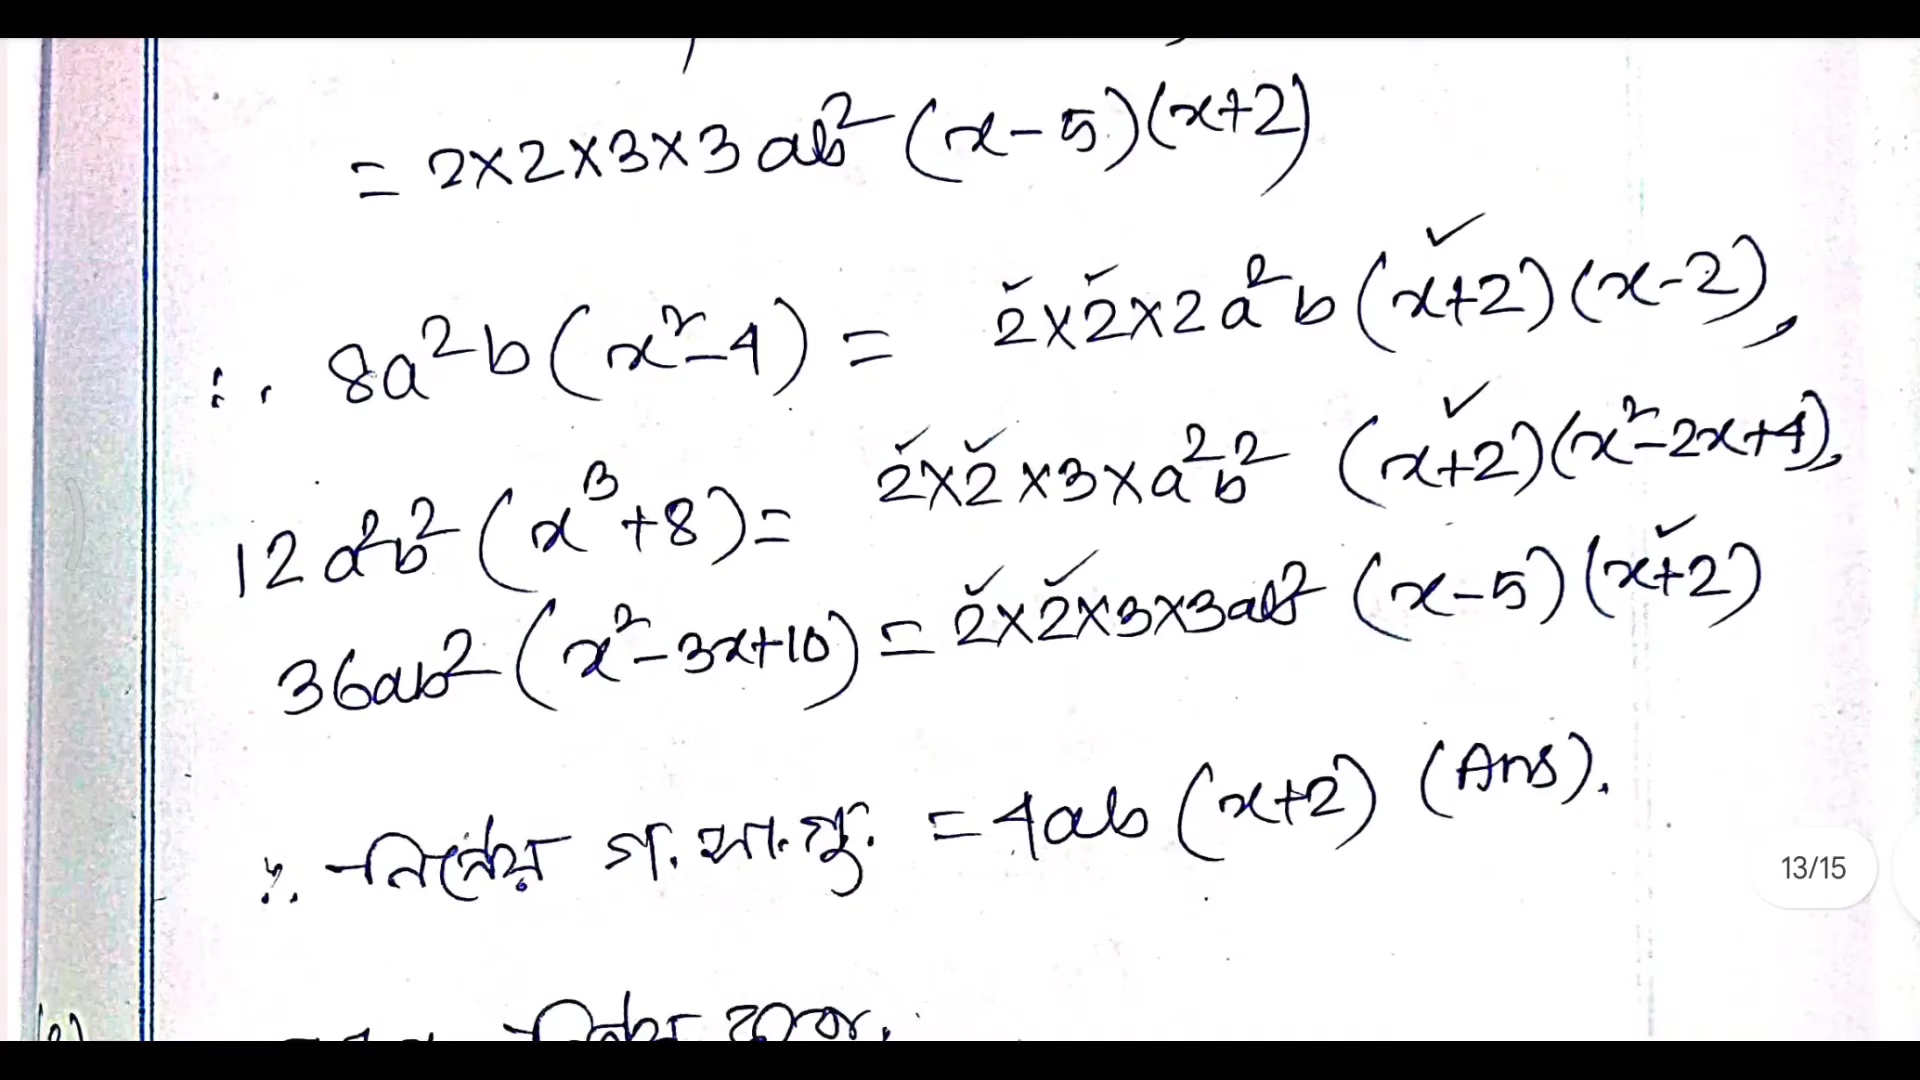 = 2×2×3×3 ab² (x-5)(x+2)
∴ 8a²b(x²-4) = 2×2×2a²b(x+2)(x-2),
12a²b²(x³+8)= 2×2×3×a²b² (x+2)(x²-2x+4),
36ab²(x²-3x+10)=2×2×3×3ab² (x-5)(x+2)
∴ নির্নেয় গ.সা.গু. =4ab(x+2) (Ans).
13/15